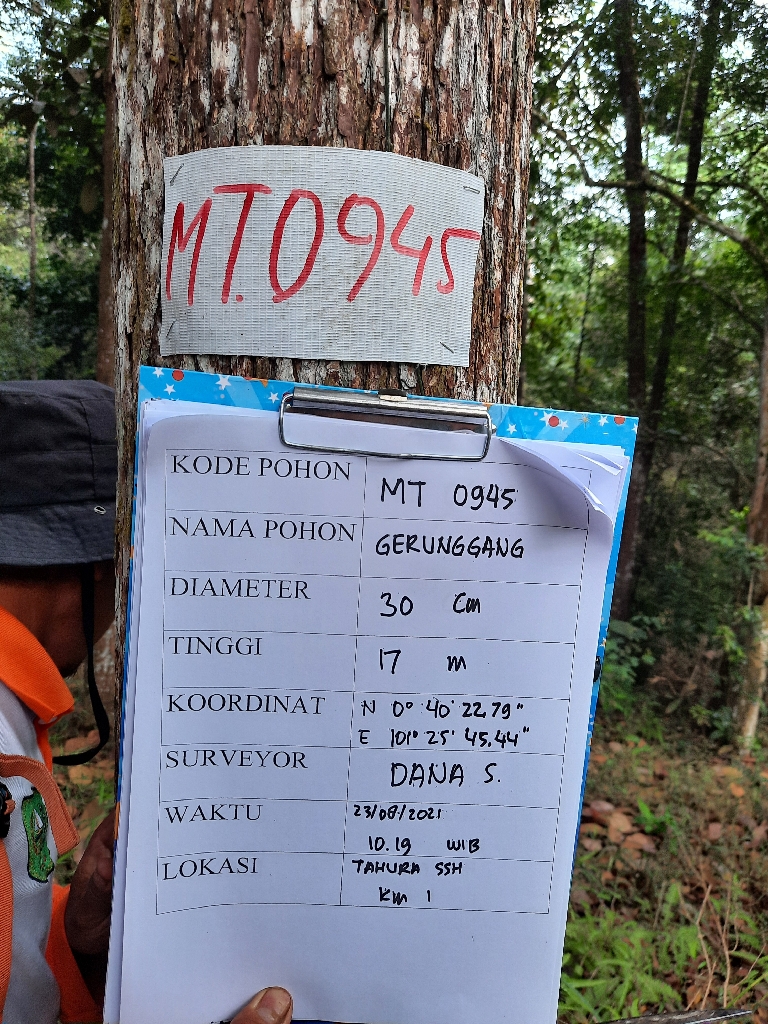 MT.0945
KODE POHON MT 0945
NAMA POHON GERUNGGANG
DIAMETER 30 Cm
TINGGI 17 m
KOORDINAT N 0° 40' 22.79"
E 101° 25' 45.44"
SURVEYOR DANA S.
WAKTU 23/08/2021
10.19 WIB
LOKASI TAHURA SSH
Km 1